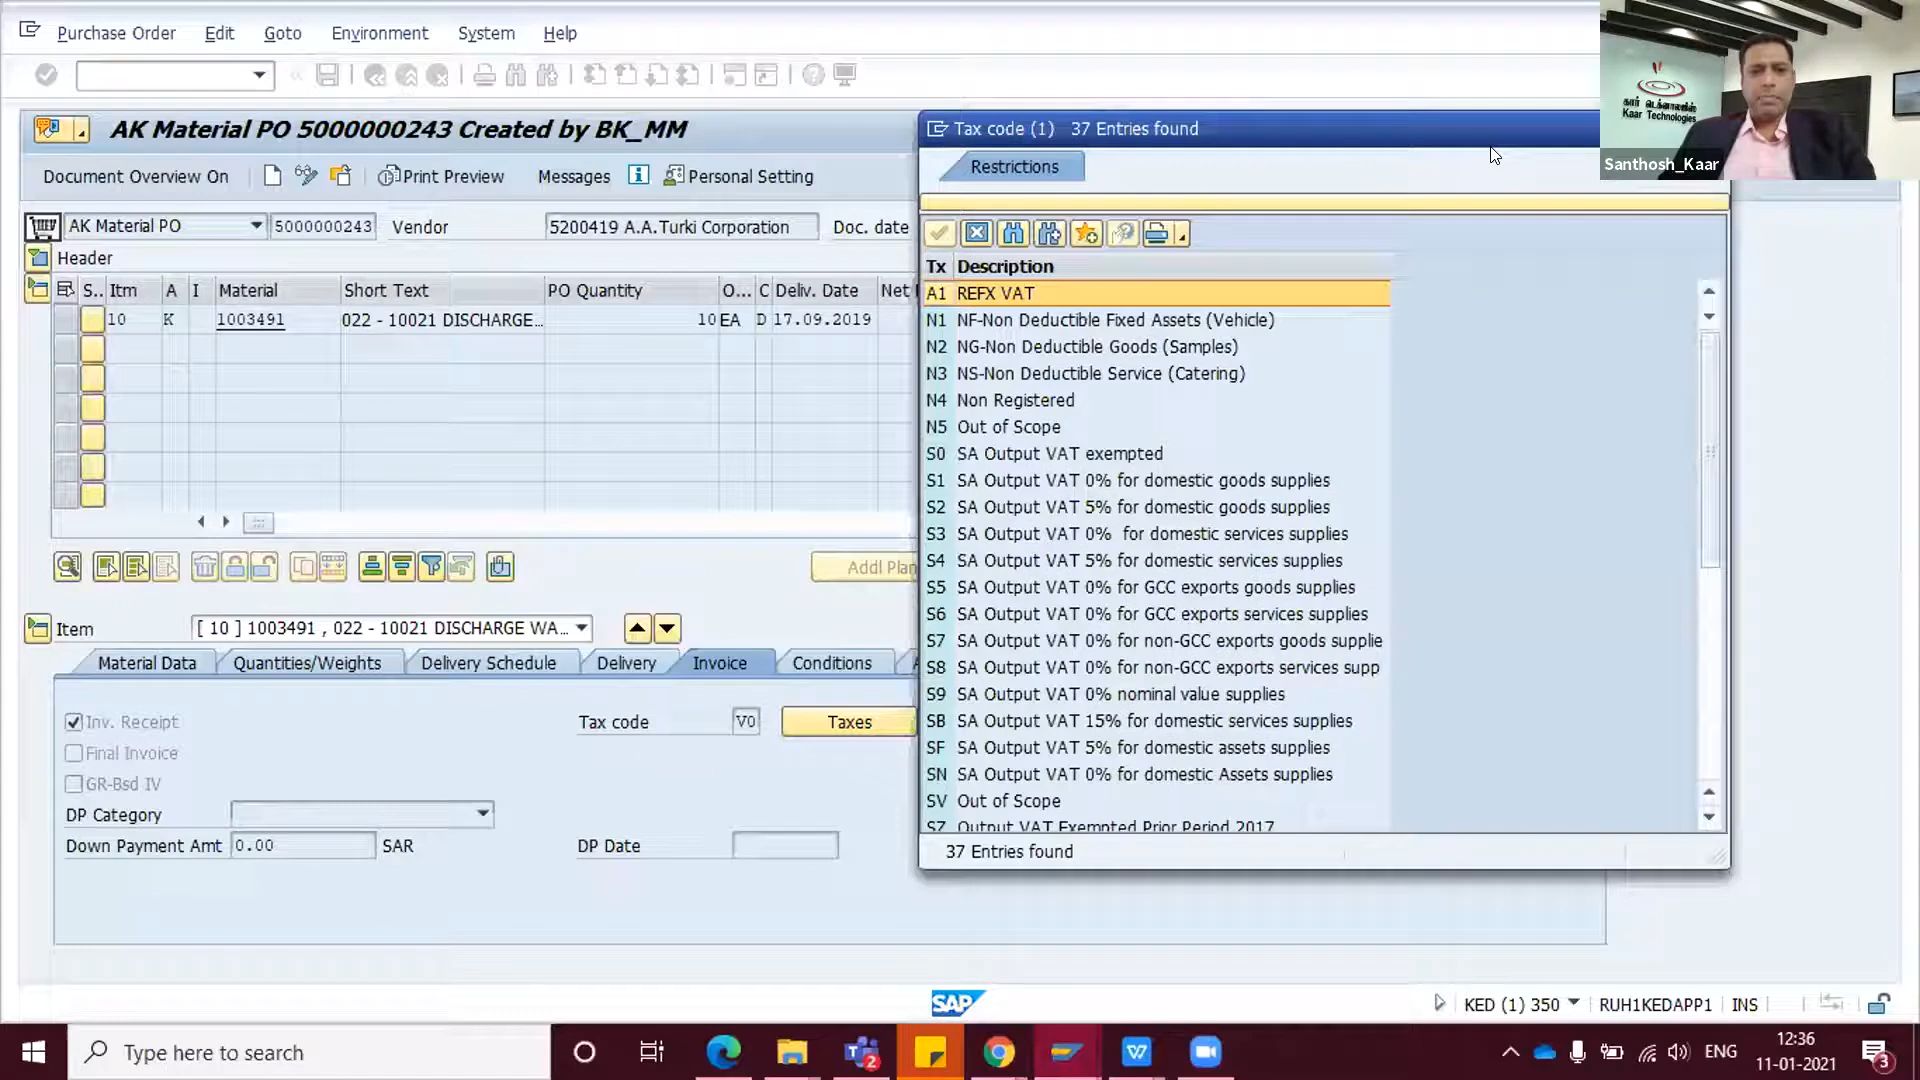 Purchase Order Edit Goto Environment System Help
AK Material PO 5000000243 Created by BK_MM
Document Overview On Print Preview Messages Personal Setting
AK Material PO 5000000243 Vendor 5200419 A.A.Turki Corporation Doc. date
Header
S.. Itm A I Material Short Text PO Quantity O... C Deliv. Date Net
10 K 1003491 022 - 10021 DISCHARGE... 10 EA D 17.09.2019
Addl Plan
Item [ 10 ] 1003491 , 022 - 10021 DISCHARGE WA...
Material Data Quantities/Weights Delivery Schedule Delivery Invoice Conditions
Inv. Receipt Tax code V0 Taxes
Final Invoice
GR-Bsd IV
DP Category
Down Payment Amt 0.00 SAR DP Date
Tax code (1) 37 Entries found
Restrictions
Tx Description
A1 REFX VAT
N1 NF-Non Deductible Fixed Assets (Vehicle)
N2 NG-Non Deductible Goods (Samples)
N3 NS-Non Deductible Service (Catering)
N4 Non Registered
N5 Out of Scope
S0 SA Output VAT exempted
S1 SA Output VAT 0% for domestic goods supplies
S2 SA Output VAT 5% for domestic goods supplies
S3 SA Output VAT 0% for domestic services supplies
S4 SA Output VAT 5% for domestic services supplies
S5 SA Output VAT 0% for GCC exports goods supplies
S6 SA Output VAT 0% for GCC exports services supplies
S7 SA Output VAT 0% for non-GCC exports goods supplie
S8 SA Output VAT 0% for non-GCC exports services supp
S9 SA Output VAT 0% nominal value supplies
SB SA Output VAT 15% for domestic services supplies
SF SA Output VAT 5% for domestic assets supplies
SN SA Output VAT 0% for domestic Assets supplies
SV Out of Scope
SZ Output VAT Exempted Prior Period 2017
37 Entries found
கார் டெக்னாலஜீஸ்
Kaar Technologies
Santhosh_Kaar
SAP
KED (1) 350 RUH1KEDAPP1 INS
Type here to search
2
ENG
12:36
11-01-2021
3